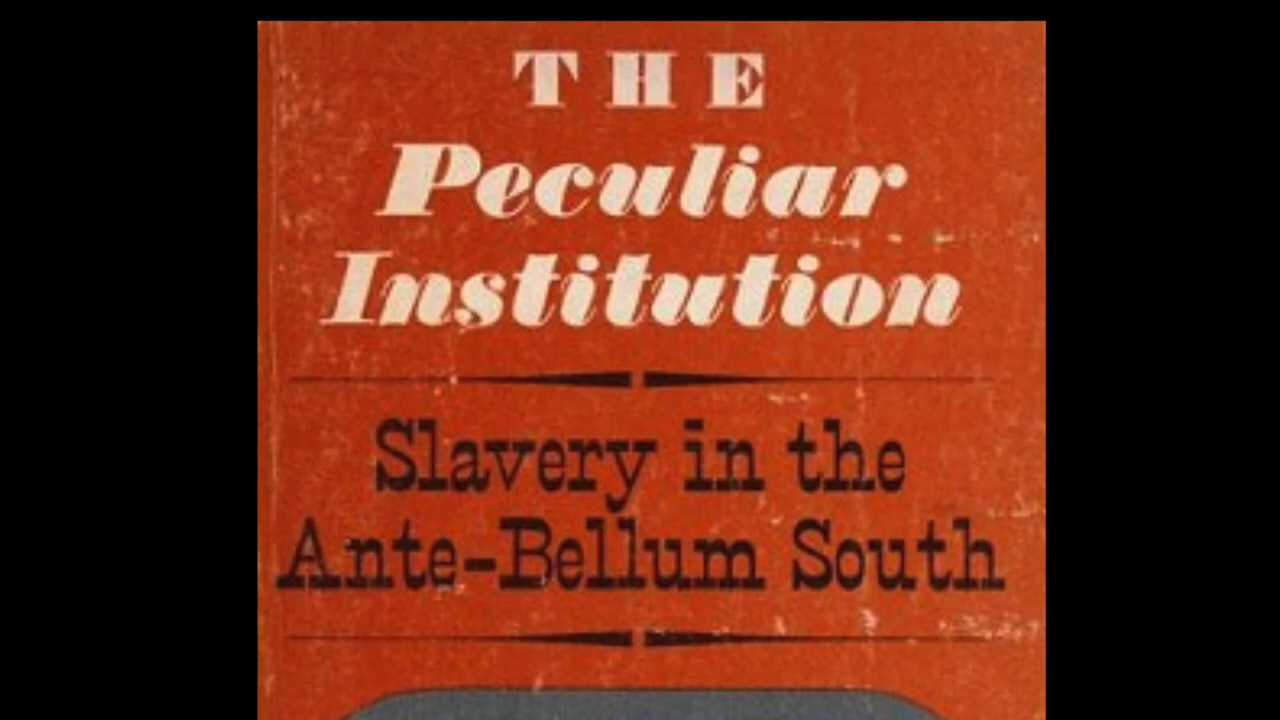 THE
Peculiar
Institution
Slavery in the
Ante-Bellum South